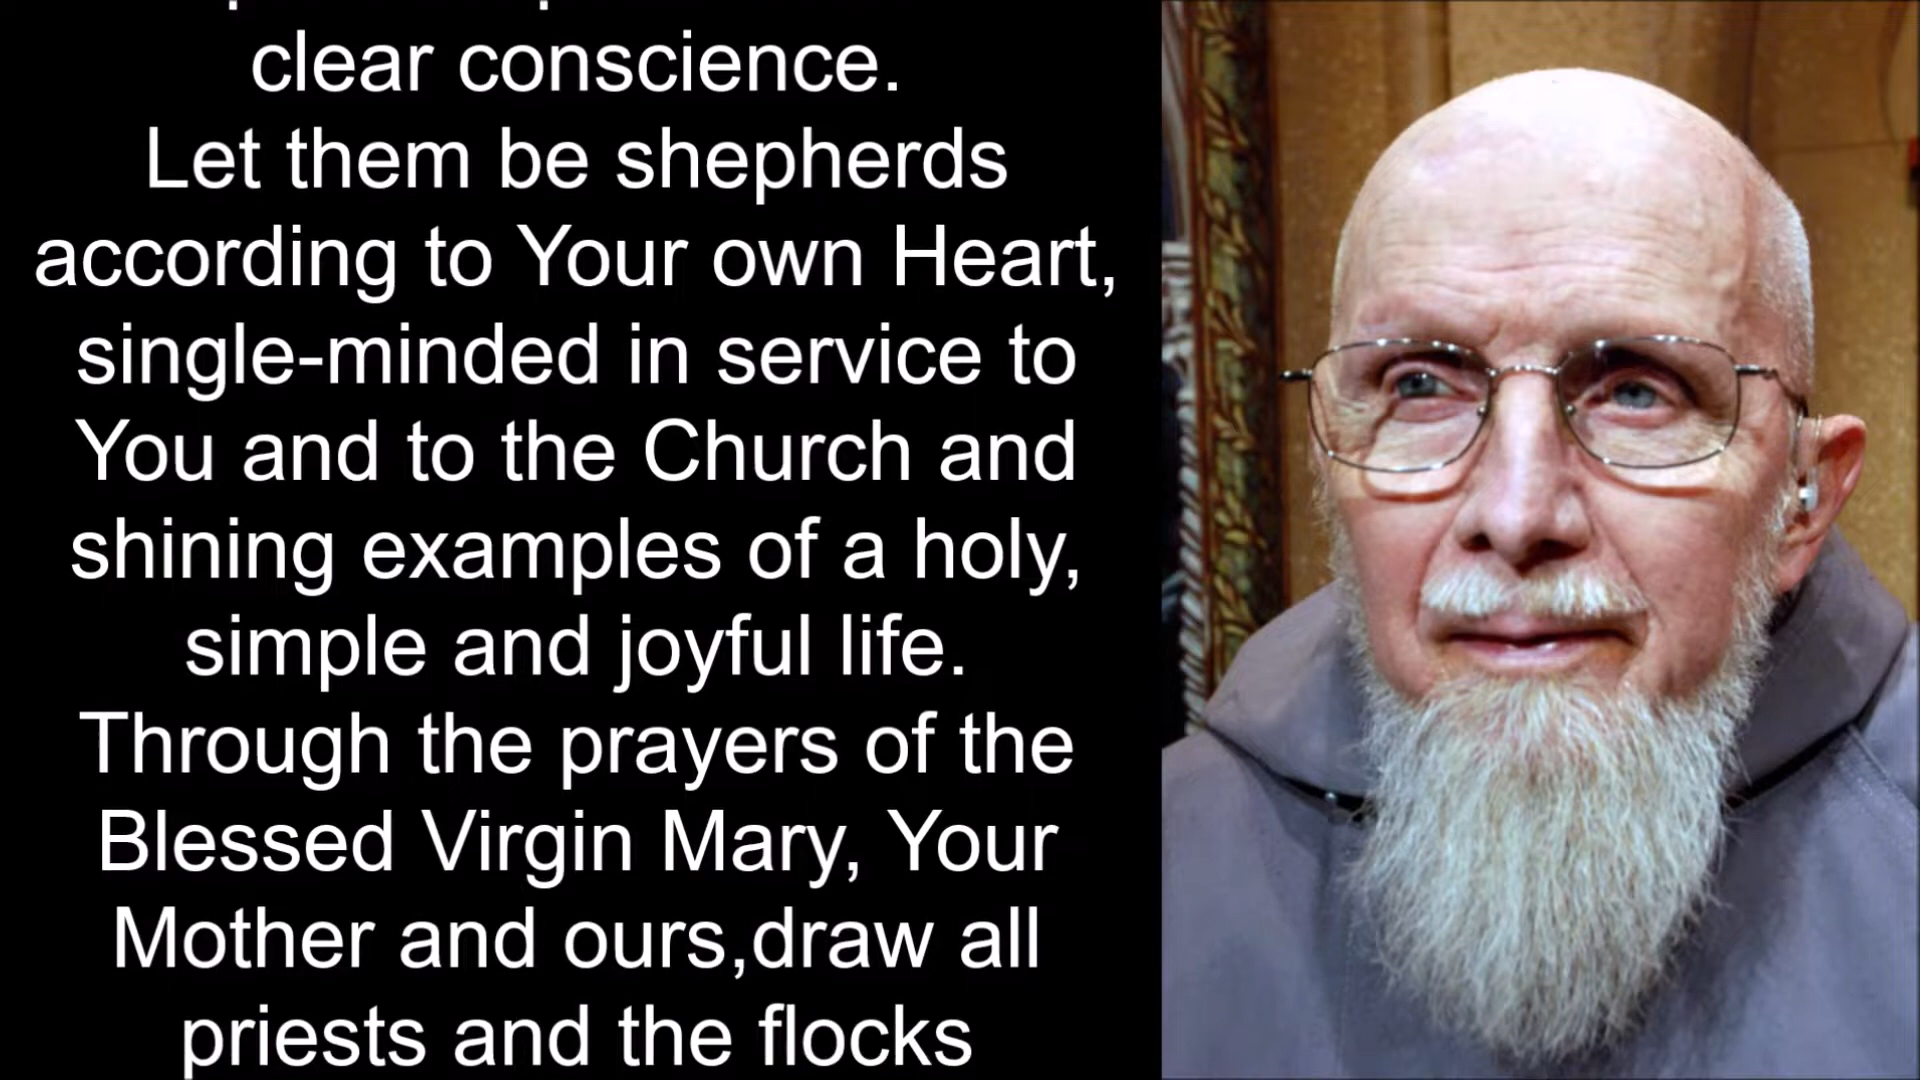 clear conscience.
Let them be shepherds
according to Your own Heart,
single-minded in service to
You and to the Church and
shining examples of a holy,
simple and joyful life.
Through the prayers of the
Blessed Virgin Mary, Your
Mother and ours,draw all
priests and the flocks